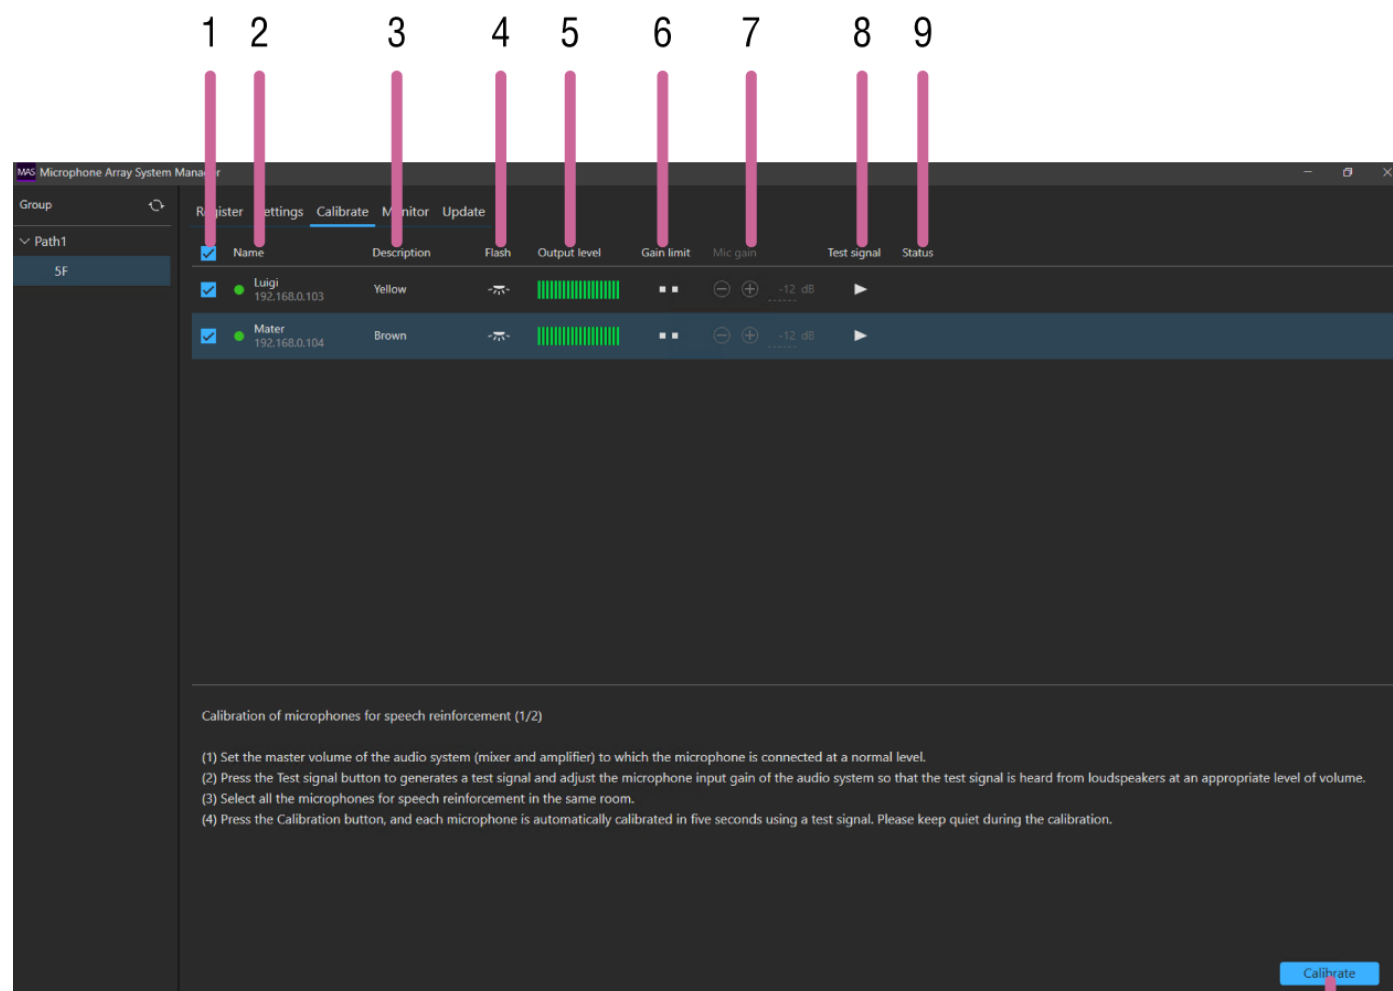 1 2 3 4 5 6 7 8 9
MAS Microphone Array System Manager
Group
Register Settings Calibrate Monitor Update
Path1
5F
Name Description Flash Output level Gain limit Mic gain Test signal Status
Luigi
192.168.0.103
Yellow
-12 dB
Mater
192.168.0.104
Brown
-12 dB
Calibration of microphones for speech reinforcement (1/2)
(1) Set the master volume of the audio system (mixer and amplifier) to which the microphone is connected at a normal level.
(2) Press the Test signal button to generates a test signal and adjust the microphone input gain of the audio system so that the test signal is heard from loudspeakers at an appropriate level of volume.
(3) Select all the microphones for speech reinforcement in the same room.
(4) Press the Calibration button, and each microphone is automatically calibrated in five seconds using a test signal. Please keep quiet during the calibration.
Calibrate